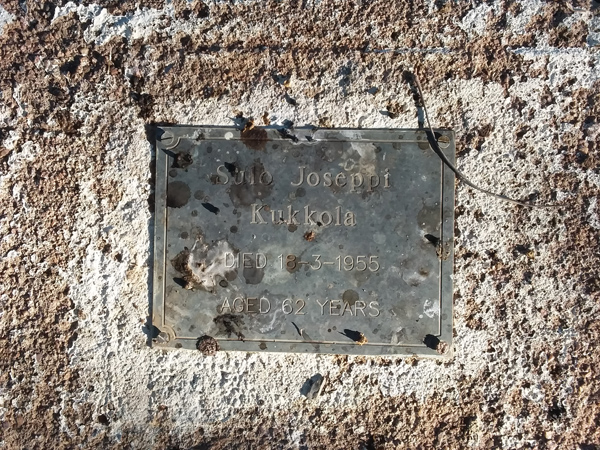 Sulo Joseppi
Kukkola
DIED 18-3-1955
AGED 62 YEARS